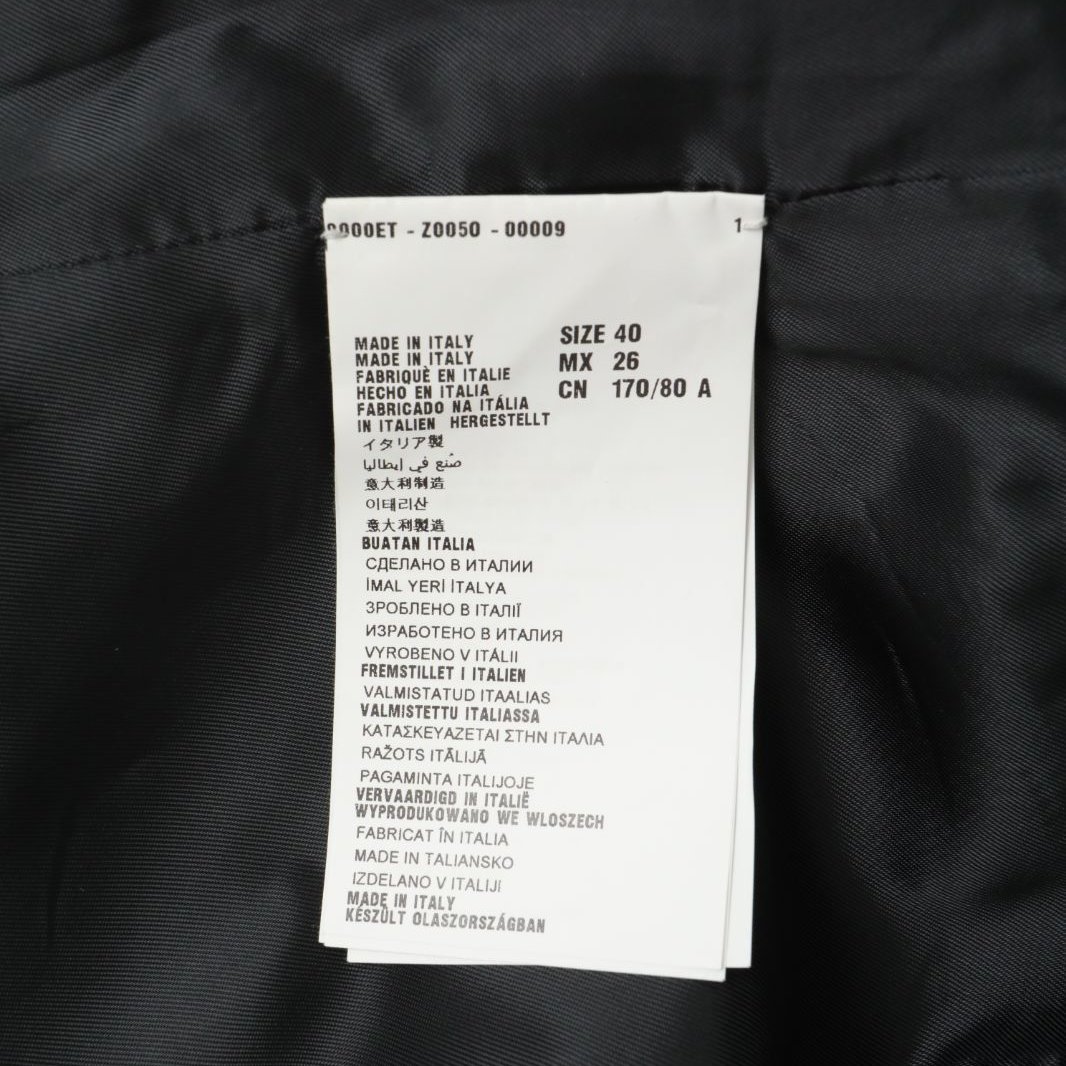 000ET - Z0050 - 00009 1
SIZE 40
MX 26
CN 170/80 A
MADE IN ITALY
MADE IN ITALY
FABRIQUÈ EN ITALIE
HECHO EN ITALIA
FABRICADO NA ITÁLIA
IN ITALIEN HERGESTELLT
イタリア製
صُنع في إيطاليا
意大利制造
이태리산
意大利製造
BUATAN ITALIA
СДЕЛАНО В ИТАЛИИ
İMAL YERİ İTALYA
ЗРОБЛЕНО В ІТАЛІЇ
ИЗРАБОТЕНО В ИТАЛИЯ
VYROBENO V ITÁLII
FREMSTILLET I ITALIEN
VALMISTATUD ITAALIAS
VALMISTETTU ITALIASSA
ΚΑΤΑΣΚΕΥΑΖΕΤΑΙ ΣΤΗΝ ΙΤΑΛΙΑ
RAŽOTS ITĀLIJĀ
PAGAMINTA ITALIJOJE
VERVAARDIGD IN ITALIË
WYPRODUKOWANO WE WLOSZECH
FABRICAT ÎN ITALIA
MADE IN TALIANSKO
IZDELANO V ITALIJI
MADE IN ITALY
KÉSZÜLT OLASZORSZÁGBAN